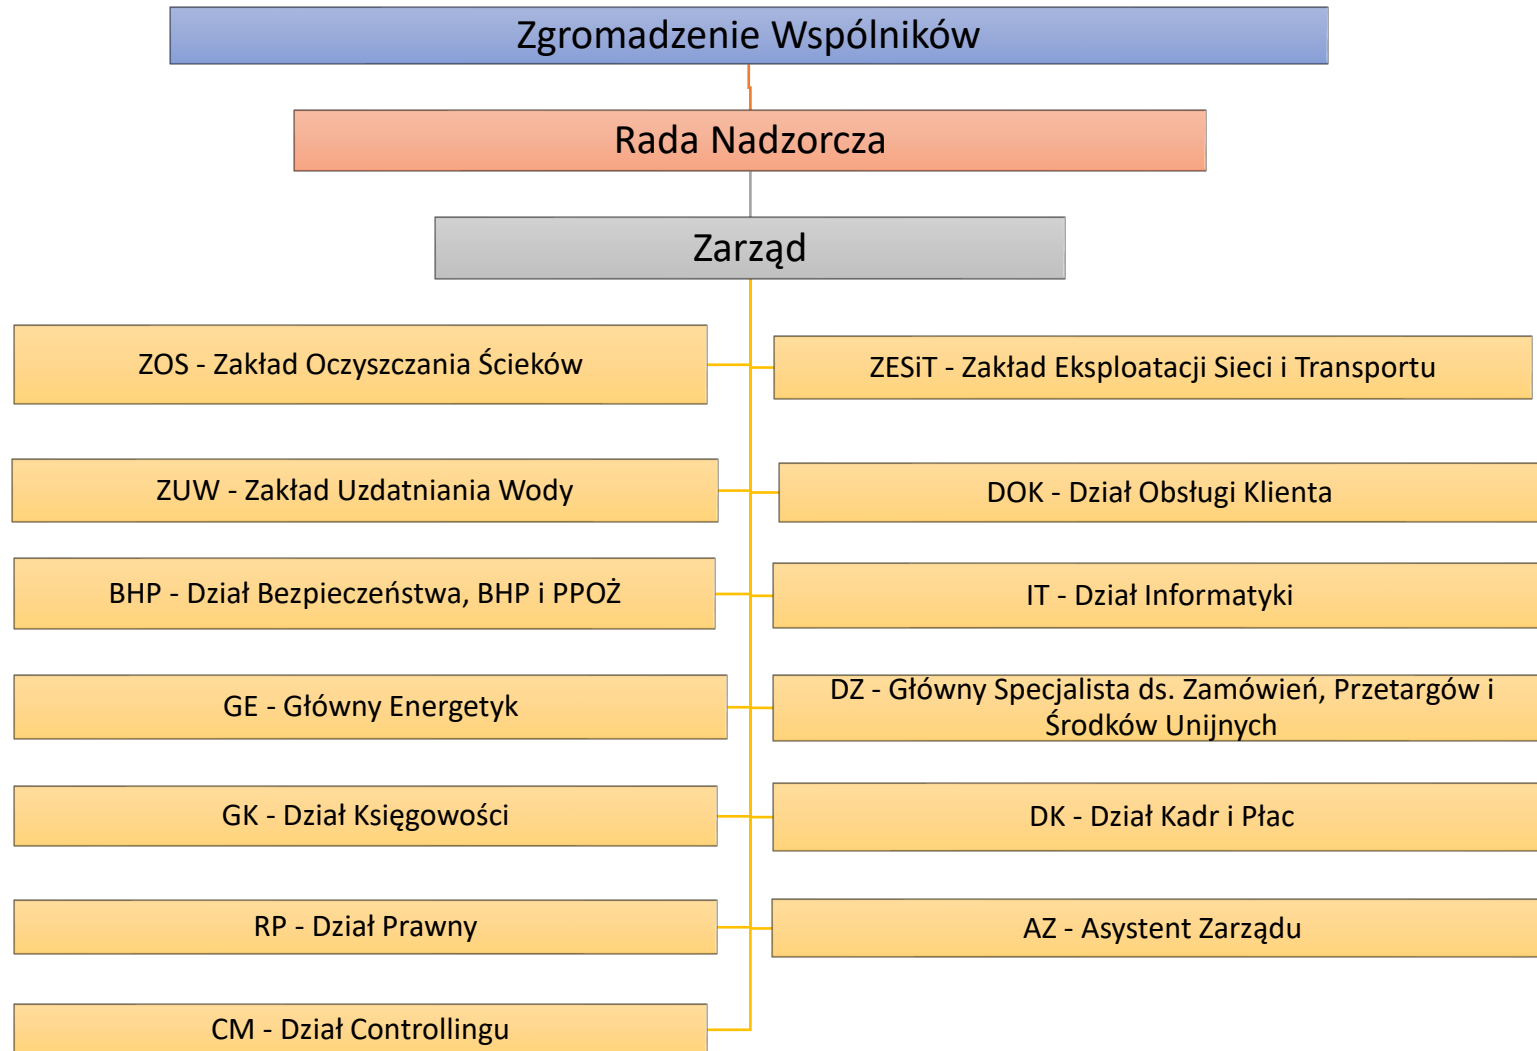 Zgromadzenie Wspólników
Rada Nadzorcza
Zarząd
ZOS - Zakład Oczyszczania Ścieków
ZESiT - Zakład Eksploatacji Sieci i Transportu
ZUW - Zakład Uzdatniania Wody
DOK - Dział Obsługi Klienta
BHP - Dział Bezpieczeństwa, BHP i PPOŻ
IT - Dział Informatyki
GE - Główny Energetyk
DZ - Główny Specjalista ds. Zamówień, Przetargów i
Środków Unijnych
GK - Dział Księgowości
DK - Dział Kadr i Płac
RP - Dział Prawny
AZ - Asystent Zarządu
CM - Dział Controllingu